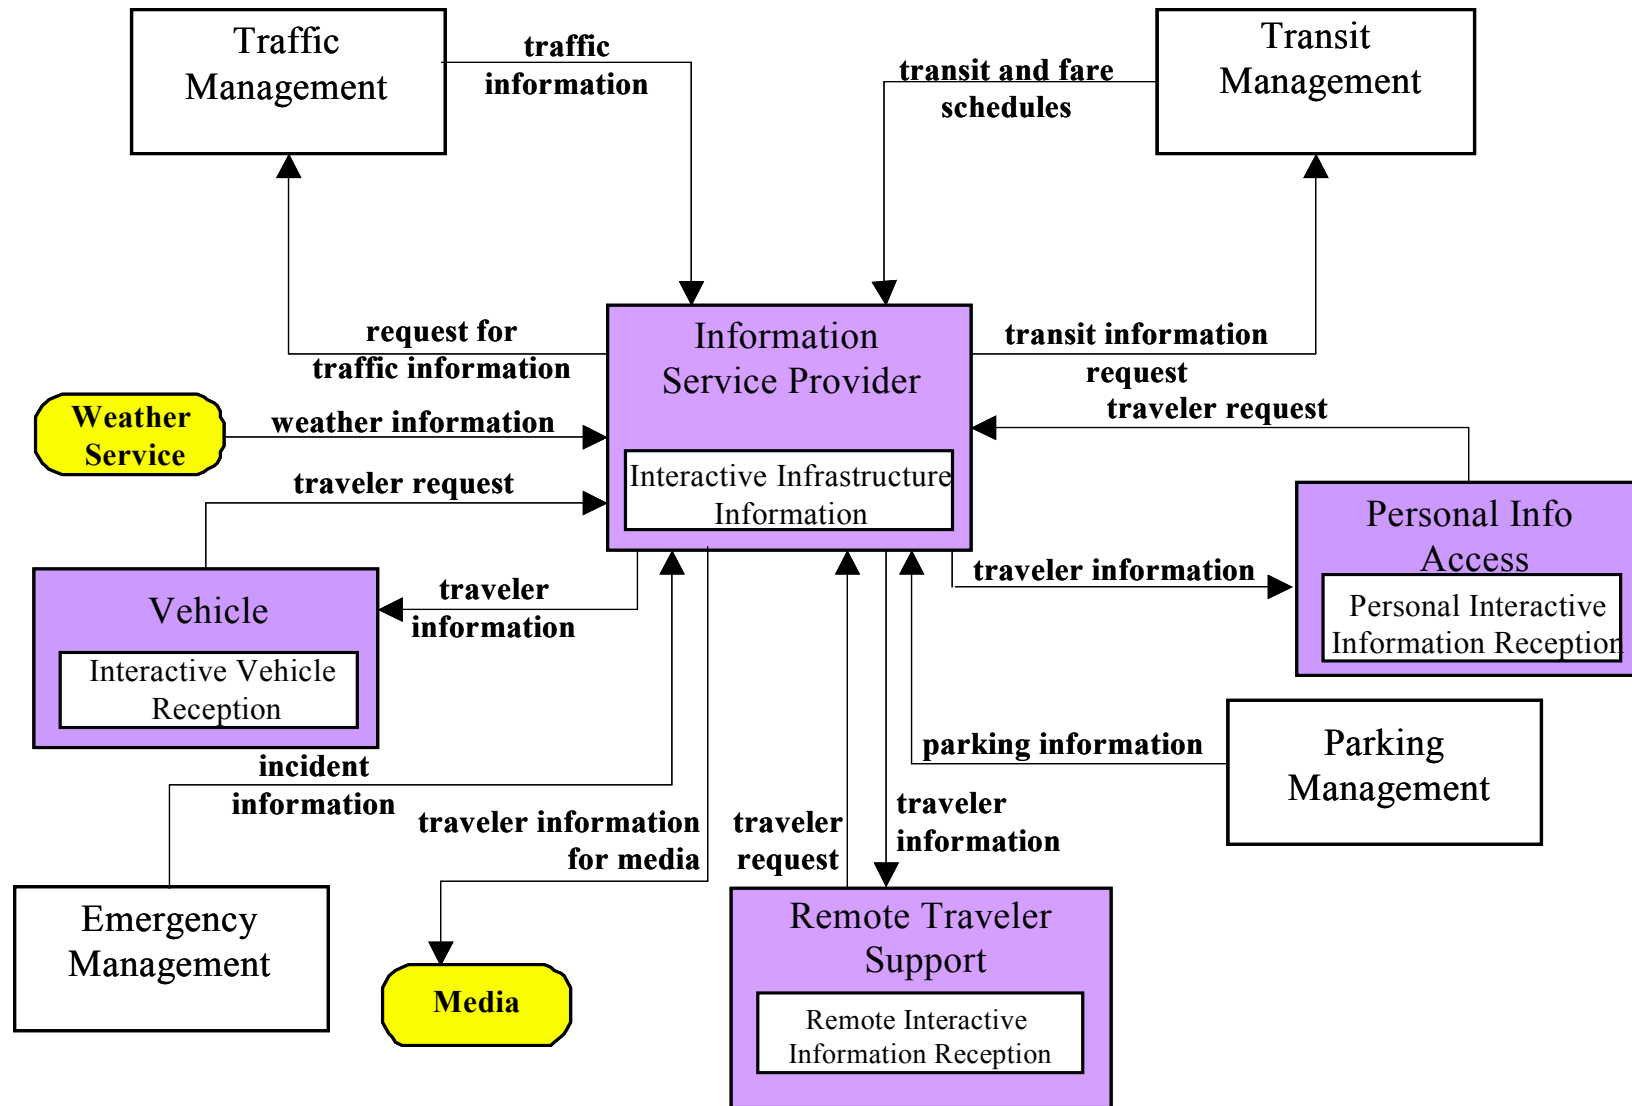 Traffic
Management
traffic
information
transit and fare
schedules
Transit
Management
request for
traffic information
Information
Service Provider
transit information
request
Weather
Service
weather information
traveler request
Interactive Infrastructure
Information
traveler request
Personal Info
Access
Personal Interactive
Information Reception
Vehicle
Interactive Vehicle
Reception
traveler
information
traveler information
incident
information
parking information
Parking
Management
traveler information
for media
traveler
request
traveler
information
Emergency
Management
Media
Remote Traveler
Support
Remote Interactive
Information Reception